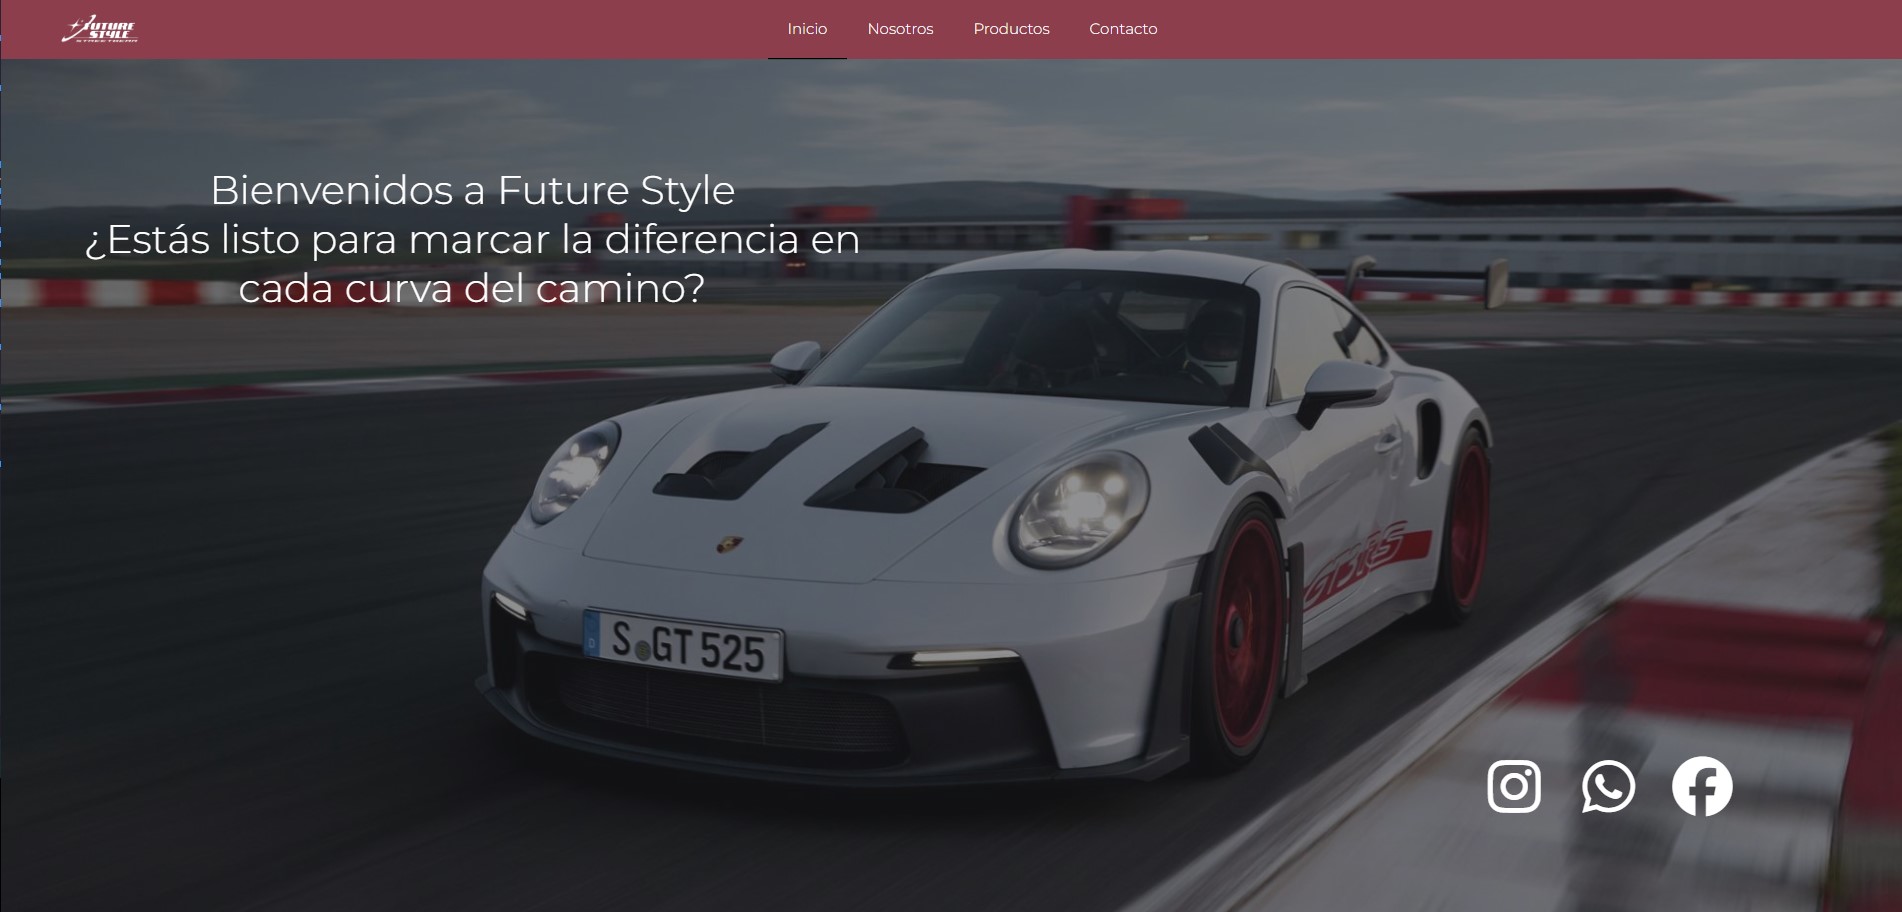 FUTURE
STYLE
STREETWEAR
Inicio Nosotros Productos Contacto
Bienvenidos a Future Style
¿Estás listo para marcar la diferencia en
cada curva del camino?
GT3 RS
S GT 525
D